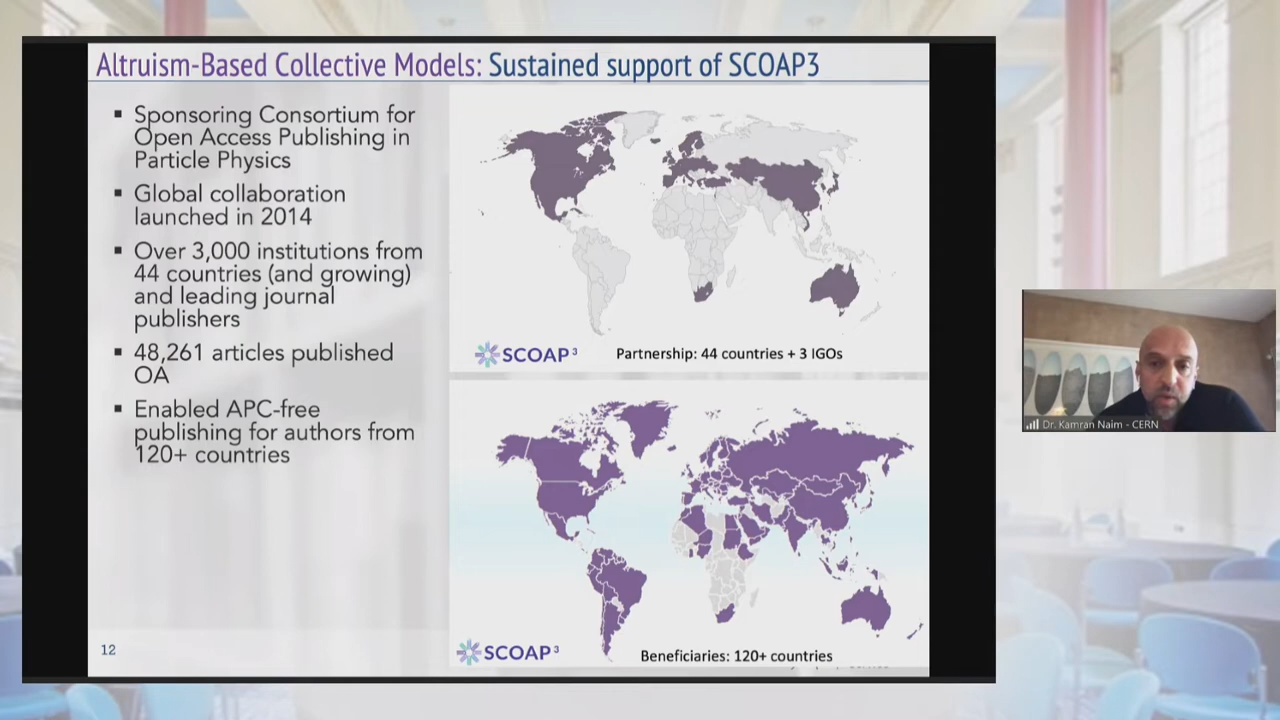 Altruism-Based Collective Models: Sustained support of SCOAP3
▪ Sponsoring Consortium for
Open Access Publishing in
Particle Physics
▪ Global collaboration
launched in 2014
▪ Over 3,000 institutions from
44 countries (and growing)
and leading journal
publishers
▪ 48,261 articles published
OA
▪ Enabled APC-free
publishing for authors from
120+ countries
12
SCOAP³
Partnership: 44 countries + 3 IGOs
SCOAP³
Beneficiaries: 120+ countries
Dr. Kamran Naim - CERN